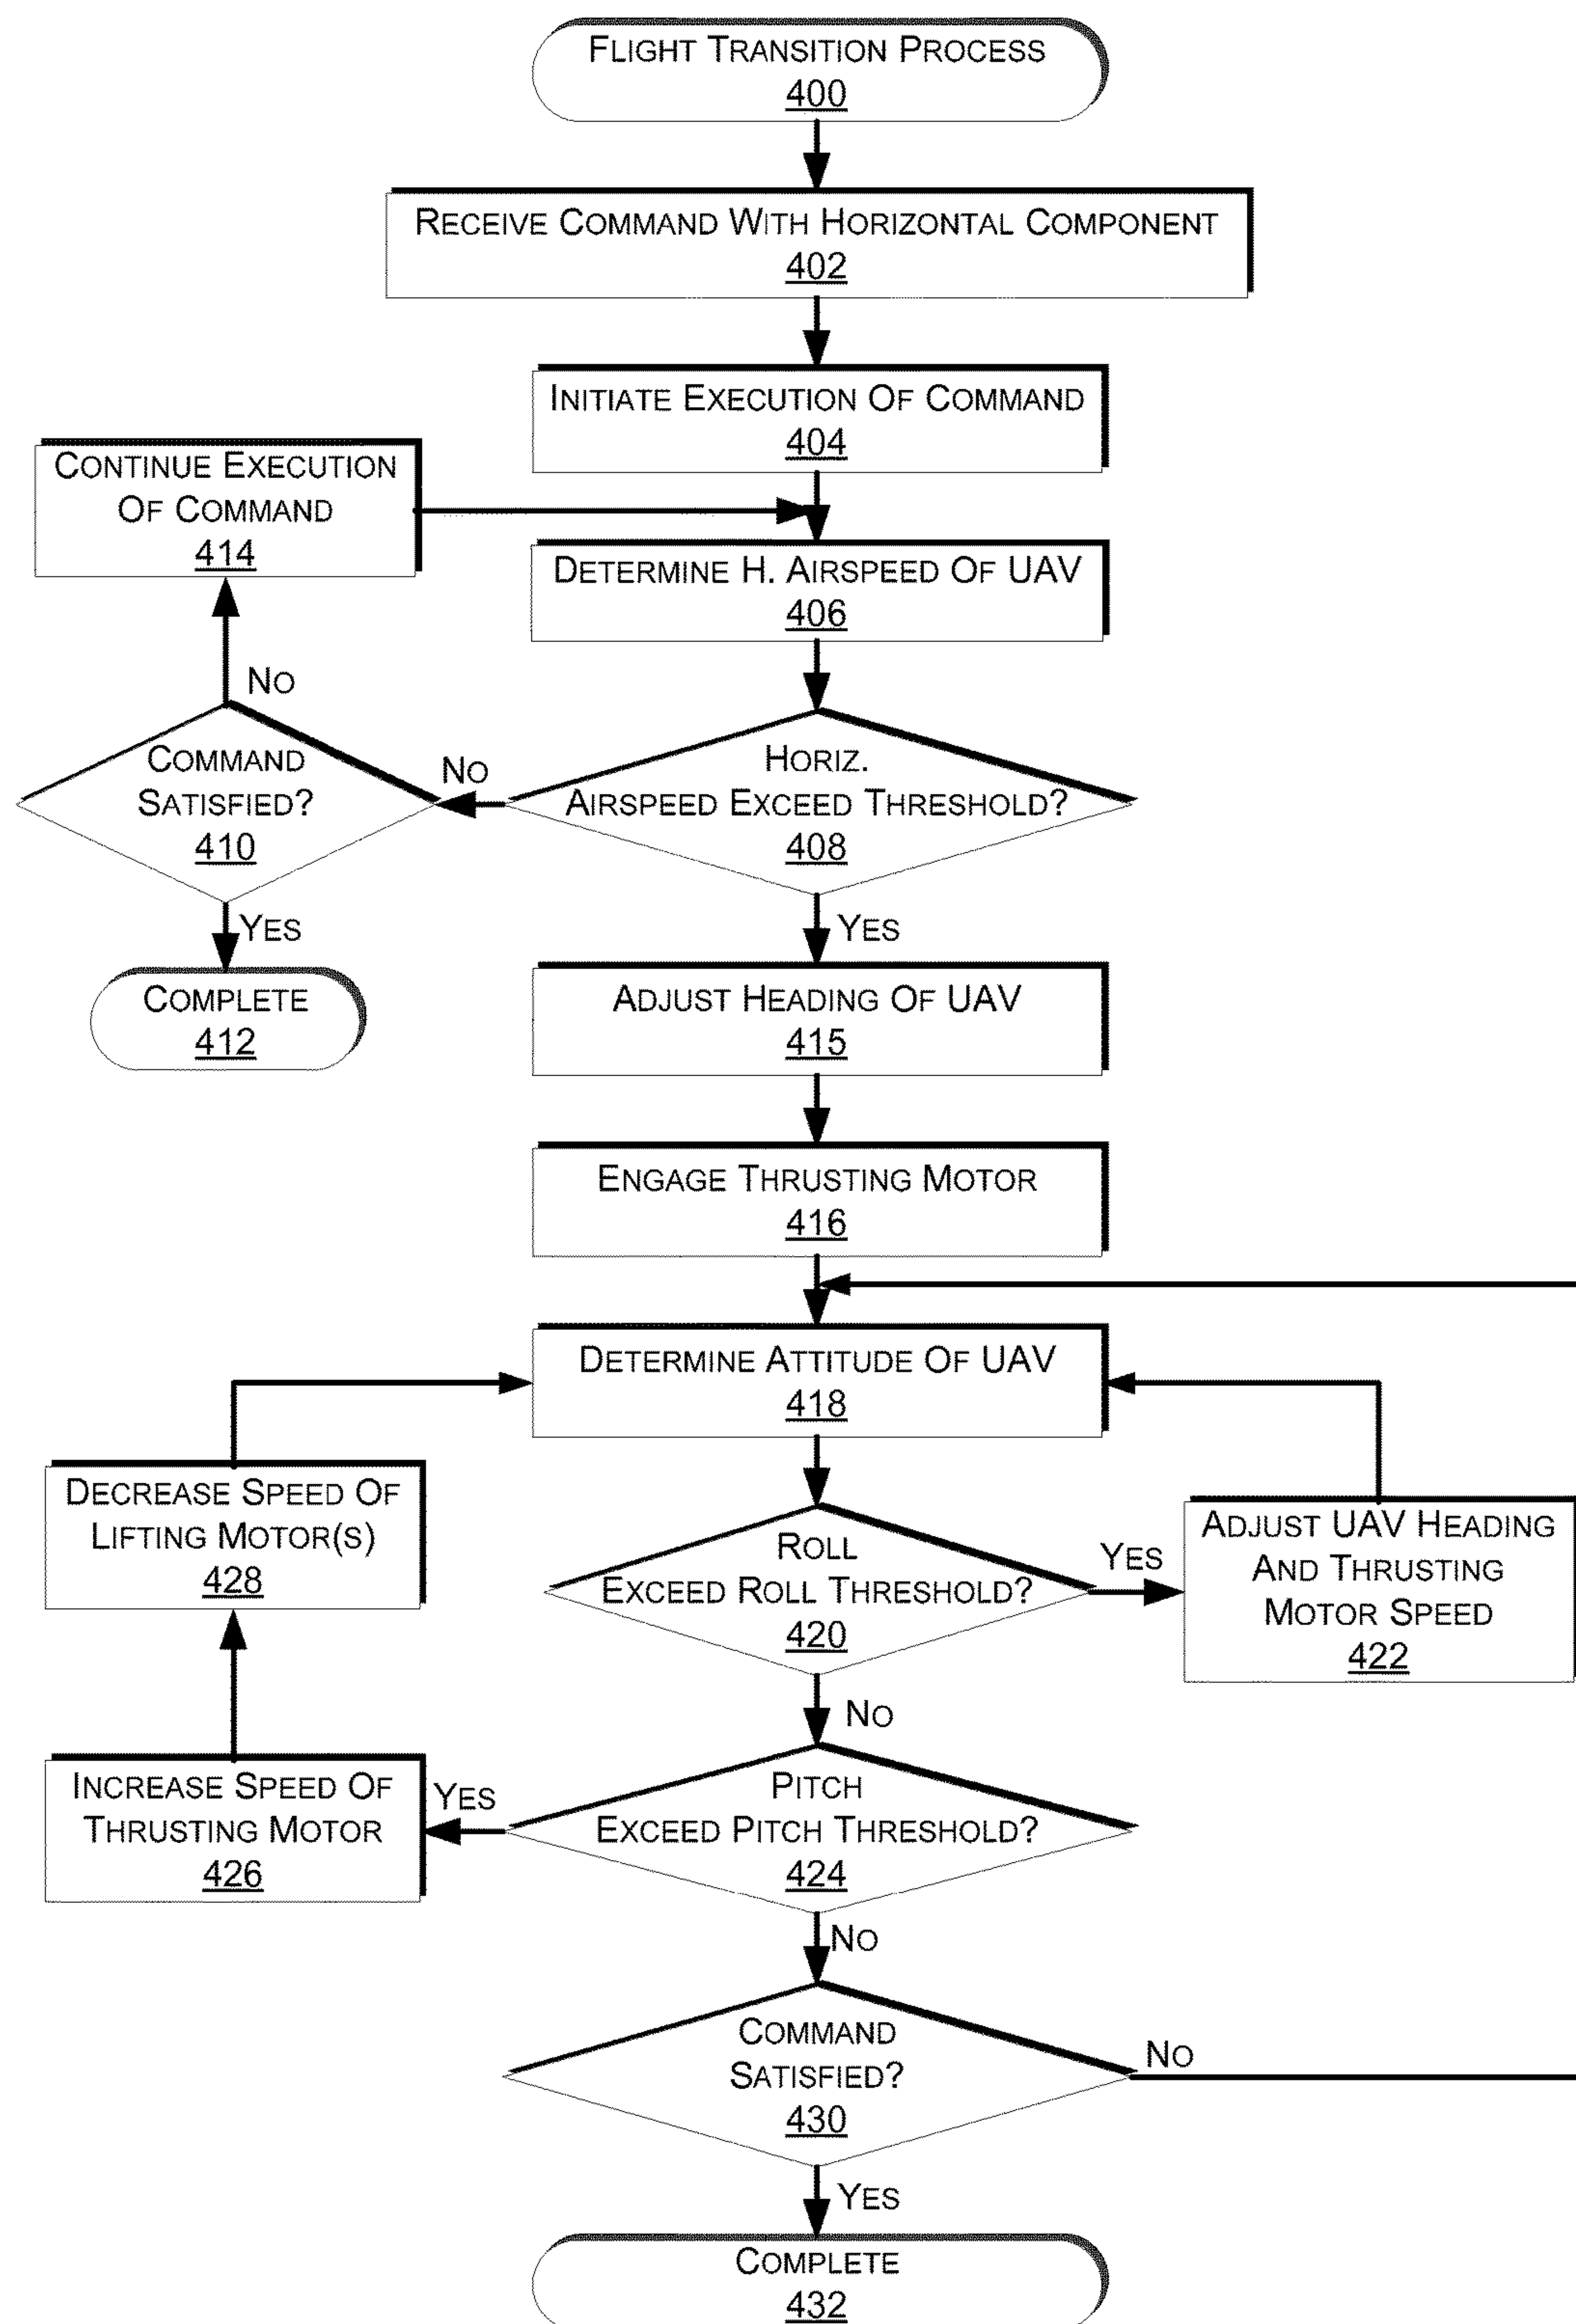 FLIGHT TRANSITION PROCESS
400
RECEIVE COMMAND WITH HORIZONTAL COMPONENT
402
INITIATE EXECUTION OF COMMAND
404
CONTINUE EXECUTION
OF COMMAND
414
DETERMINE H. AIRSPEED OF UAV
406
NO
COMMAND
SATISFIED?
410
NO
HORIZ.
AIRSPEED EXCEED THRESHOLD?
408
YES
YES
COMPLETE
412
ADJUST HEADING OF UAV
415
ENGAGE THRUSTING MOTOR
416
DETERMINE ATTITUDE OF UAV
418
DECREASE SPEED OF
LIFTING MOTOR(S)
428
ROLL
EXCEED ROLL THRESHOLD?
420
YES
ADJUST UAV HEADING
AND THRUSTING
MOTOR SPEED
422
NO
INCREASE SPEED OF
THRUSTING MOTOR
426
YES
PITCH
EXCEED PITCH THRESHOLD?
424
NO
COMMAND
SATISFIED?
430
NO
YES
COMPLETE
432